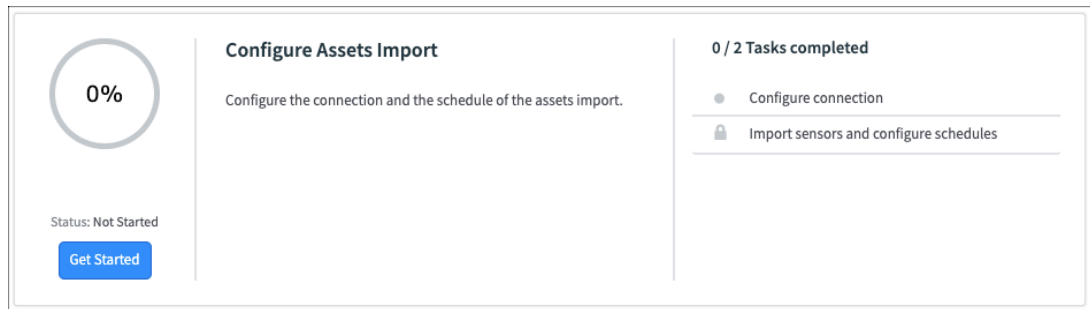 0%
Status: Not Started
Get Started
Configure Assets Import
Configure the connection and the schedule of the assets import.
0 / 2 Tasks completed
Configure connection
Import sensors and configure schedules